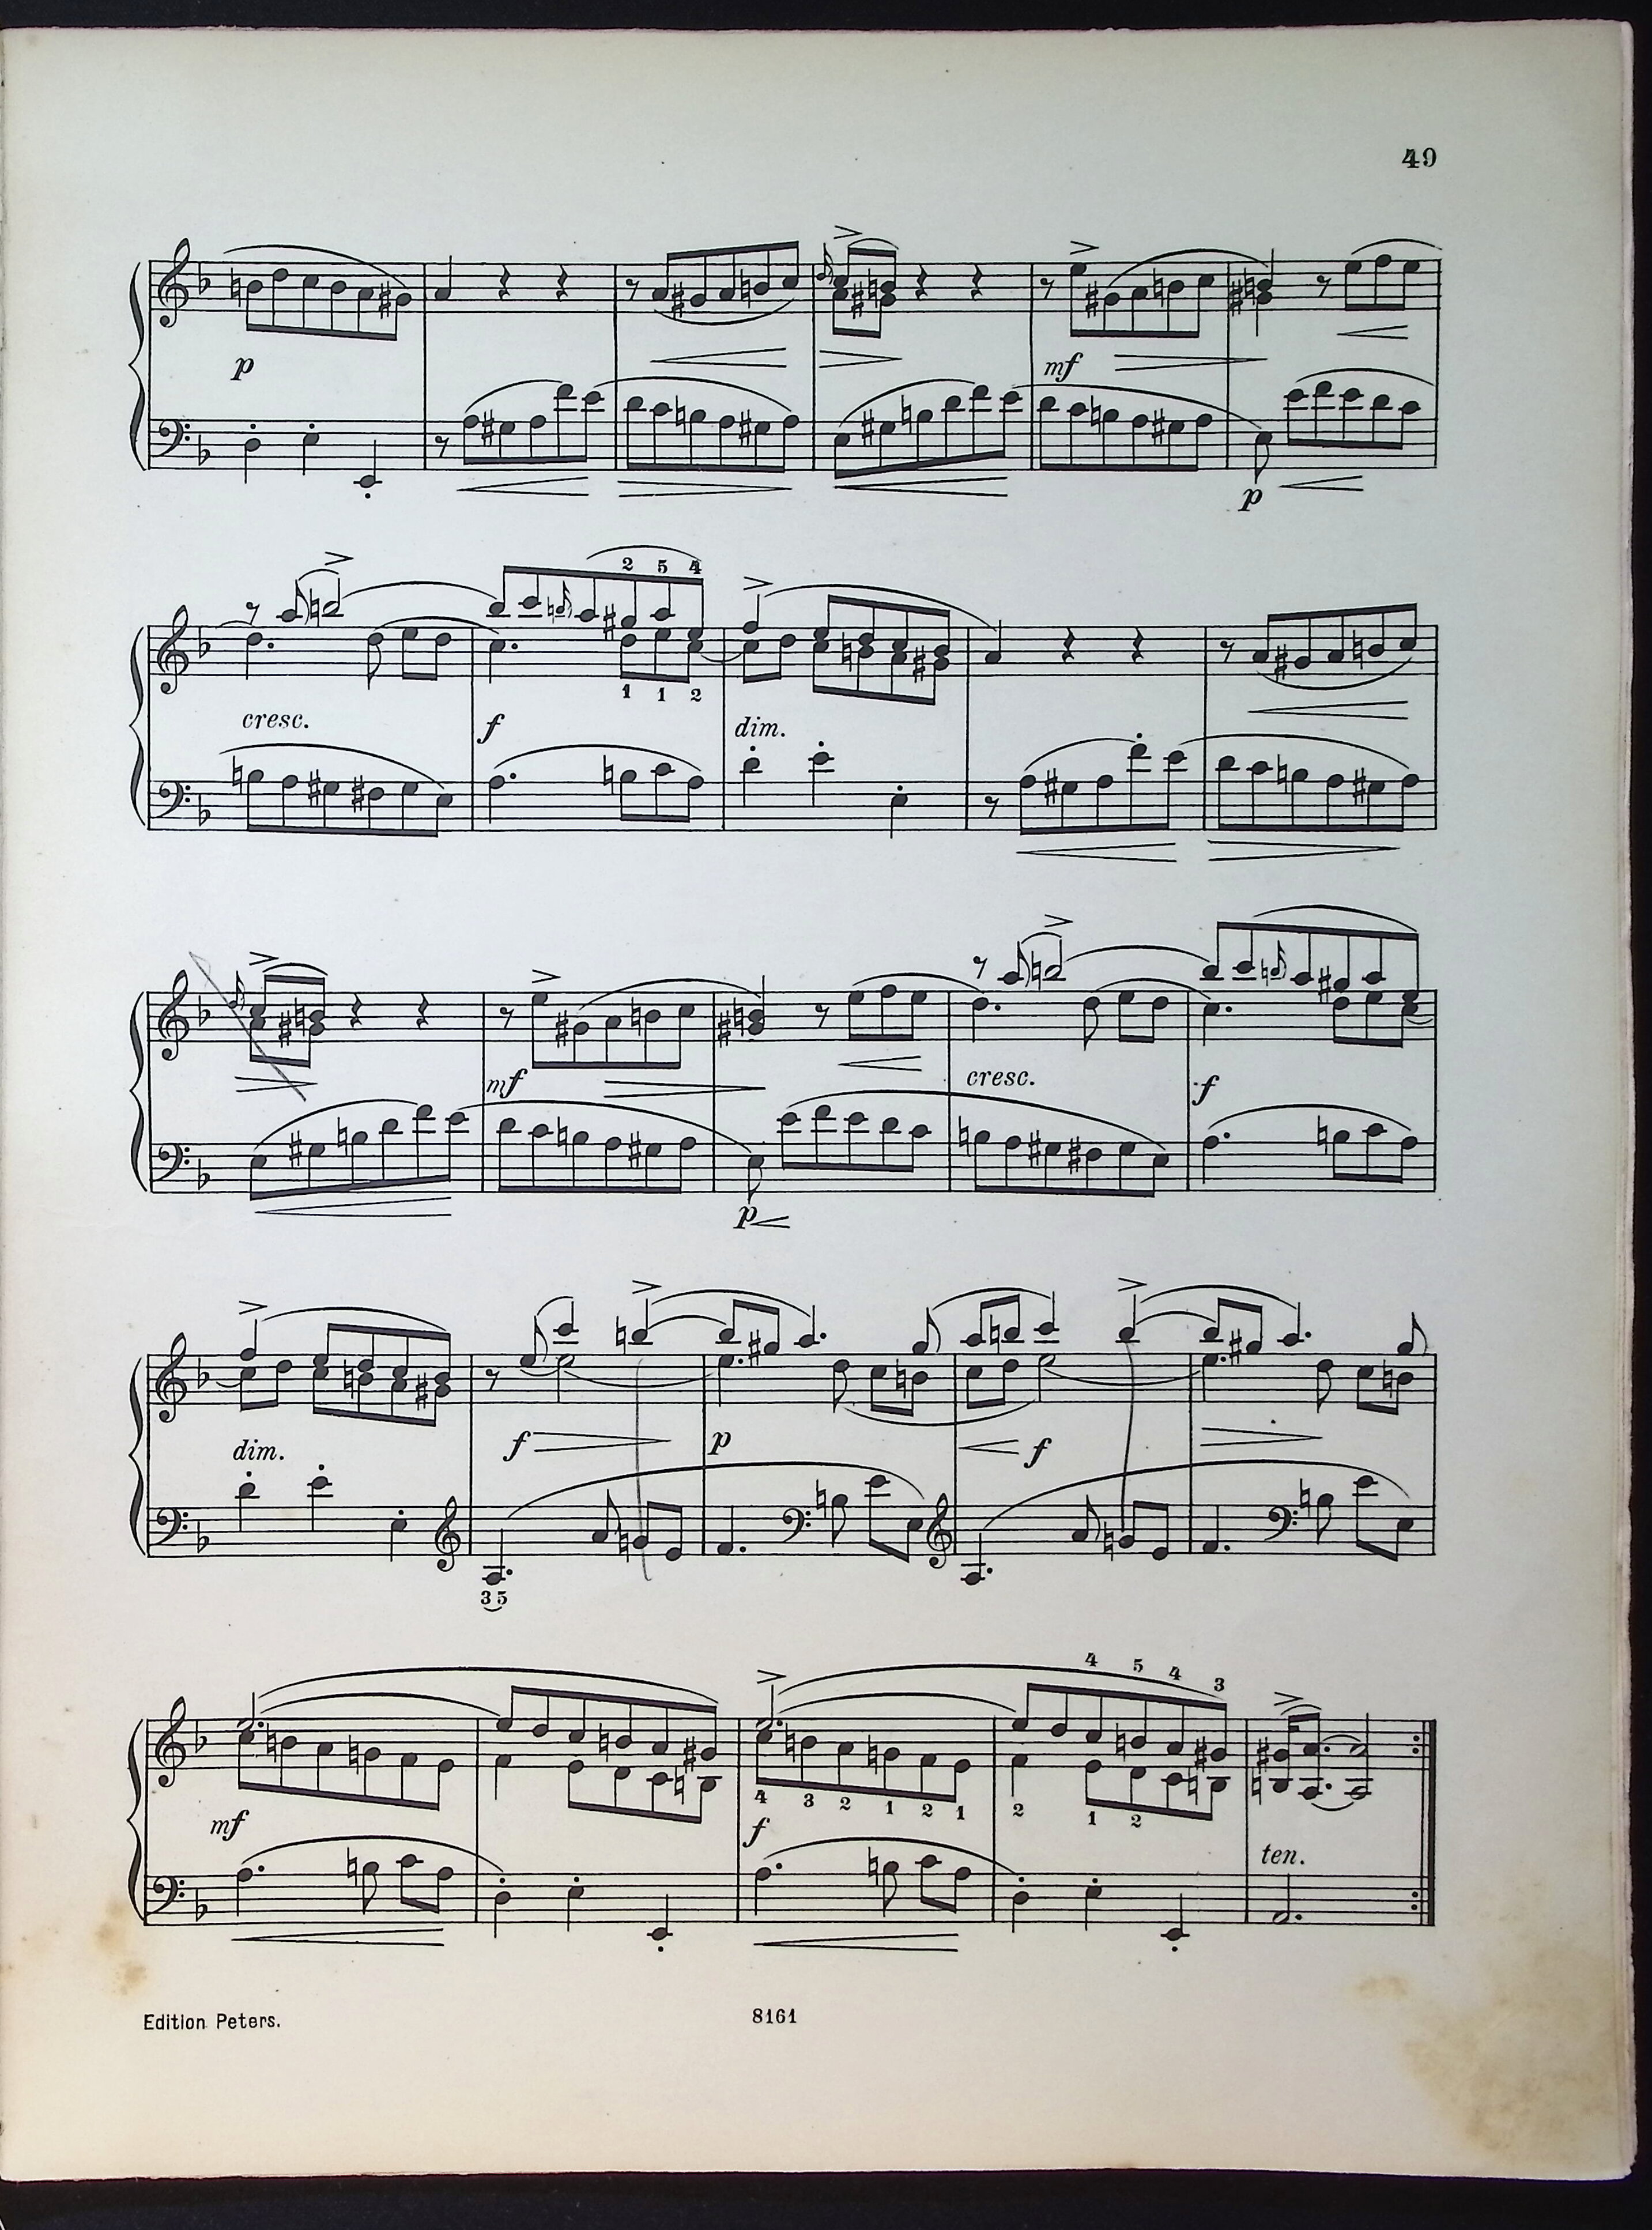 49
p
mf
p
2 5 4
1 1 2
cresc.
f
dim.
mf
cresc.
f
p
dim.
f
p
f
3 5
4 5 4 3
4 3 2 1 2 1 2 1 2
mf
f
ten.
Edition Peters.
8161